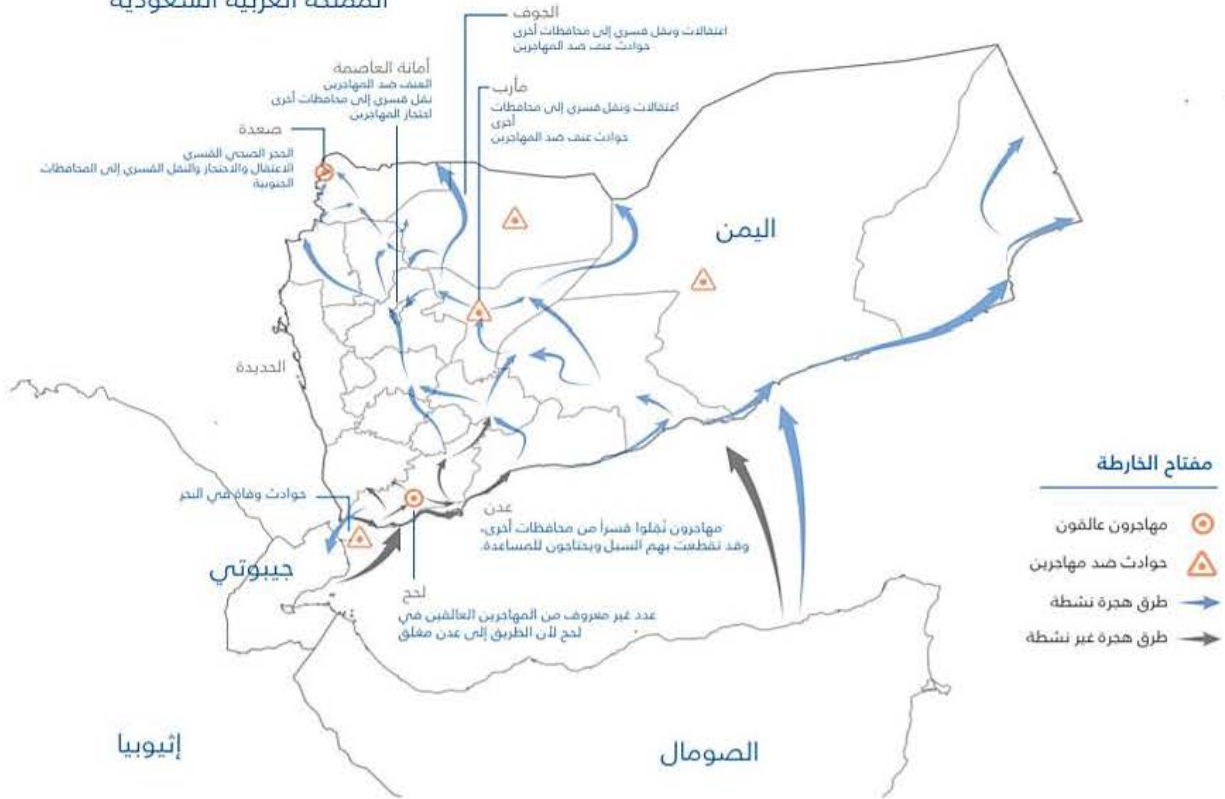 المملكة العربية السعودية
الجوف
اعتقالات ونقل قسري إلى محافظات أخرى
حوادث عنف ضد المهاجرين
أمانة العاصمة
العنف ضد المهاجرين
نقل قسري إلى محافظات أخرى
احتجاز المهاجرين
مأرب
اعتقالات ونقل قسري إلى محافظات
أخرى
حوادث عنف ضد المهاجرين
صعدة
الحجر الصحي القسري
الاعتقال والاحتجاز والنقل القسري إلى المحافظات
الجنوبية
اليمن
الحديدة
حوادث وفاة في البحر
عدن
مهاجرون نُقلوا قسراً من محافظات أخرى،
وقد تقطعت بهم السبل ويحتاجون للمساعدة.
جيبوتي
لحج
عدد غير معروف من المهاجرين العالقين في
لحج لأن الطريق إلى عدن مغلق
مفتاح الخارطة
مهاجرون عالقون
حوادث ضد مهاجرين
طرق هجرة نشطة
طرق هجرة غير نشطة
إثيوبيا
الصومال